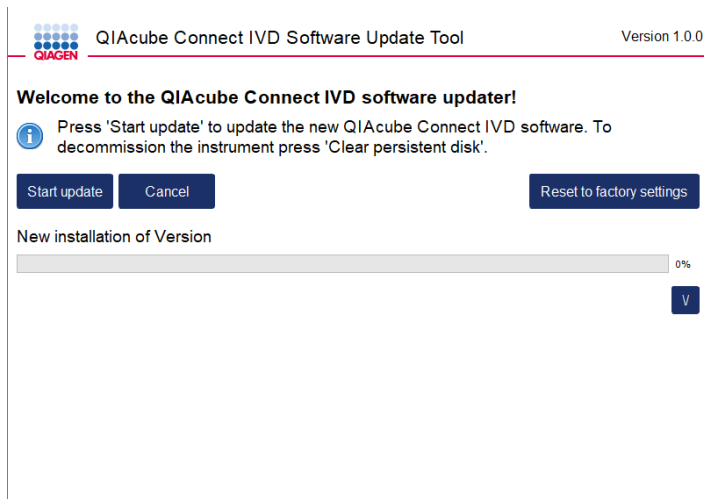 QIAcube Connect IVD Software Update Tool
Version 1.0.0
QIAGEN
Welcome to the QIAcube Connect IVD software updater!
Press 'Start update' to update the new QIAcube Connect IVD software. To
decommission the instrument press 'Clear persistent disk'.
Start update
Cancel
Reset to factory settings
New installation of Version
0%
V